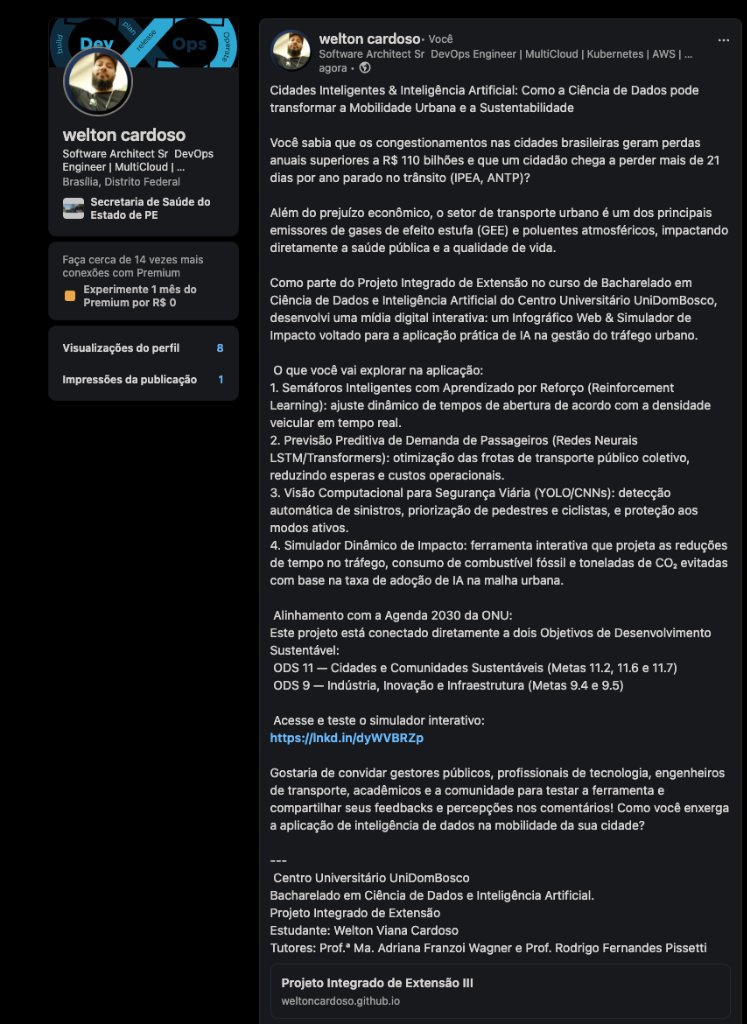 build
Dev
plan
release
Ops
Operate
welton cardoso
Software Architect Sr DevOps
Engineer | MultiCloud | ...
Brasília, Distrito Federal
Secretaria de Saúde do
Estado de PE
Faça cerca de 14 vezes mais
conexões com Premium
Experimente 1 mês do
Premium por R$ 0
Visualizações do perfil 8
Impressões da publicação 1
welton cardoso • Você
Software Architect Sr DevOps Engineer | MultiCloud | Kubernetes | AWS | ...
agora •
Cidades Inteligentes & Inteligência Artificial: Como a Ciência de Dados pode
transformar a Mobilidade Urbana e a Sustentabilidade
Você sabia que os congestionamentos nas cidades brasileiras geram perdas
anuais superiores a R$ 110 bilhões e que um cidadão chega a perder mais de 21
dias por ano parado no trânsito (IPEA, ANTP)?
Além do prejuízo econômico, o setor de transporte urbano é um dos principais
emissores de gases de efeito estufa (GEE) e poluentes atmosféricos, impactando
diretamente a saúde pública e a qualidade de vida.
Como parte do Projeto Integrado de Extensão no curso de Bacharelado em
Ciência de Dados e Inteligência Artificial do Centro Universitário UniDomBosco,
desenvolvi uma mídia digital interativa: um Infográfico Web & Simulador de
Impacto voltado para a aplicação prática de IA na gestão do tráfego urbano.
O que você vai explorar na aplicação:
1. Semáforos Inteligentes com Aprendizado por Reforço (Reinforcement
Learning): ajuste dinâmico de tempos de abertura de acordo com a densidade
veicular em tempo real.
2. Previsão Preditiva de Demanda de Passageiros (Redes Neurais
LSTM/Transformers): otimização das frotas de transporte público coletivo,
reduzindo esperas e custos operacionais.
3. Visão Computacional para Segurança Viária (YOLO/CNNs): detecção
automática de sinistros, priorização de pedestres e ciclistas, e proteção aos
modos ativos.
4. Simulador Dinâmico de Impacto: ferramenta interativa que projeta as reduções
de tempo no tráfego, consumo de combustível fóssil e toneladas de CO₂ evitadas
com base na taxa de adoção de IA na malha urbana.
Alinhamento com a Agenda 2030 da ONU:
Este projeto está conectado diretamente a dois Objetivos de Desenvolvimento
Sustentável:
ODS 11 — Cidades e Comunidades Sustentáveis (Metas 11.2, 11.6 e 11.7)
ODS 9 — Indústria, Inovação e Infraestrutura (Metas 9.4 e 9.5)
Acesse e teste o simulador interativo:
https://lnkd.in/dyWVBRZp
Gostaria de convidar gestores públicos, profissionais de tecnologia, engenheiros
de transporte, acadêmicos e a comunidade para testar a ferramenta e
compartilhar seus feedbacks e percepções nos comentários! Como você enxerga
a aplicação de inteligência de dados na mobilidade da sua cidade?
---
Centro Universitário UniDomBosco
Bacharelado em Ciência de Dados e Inteligência Artificial.
Projeto Integrado de Extensão
Estudante: Welton Viana Cardoso
Tutores: Prof.ª Ma. Adriana Franzoi Wagner e Prof. Rodrigo Fernandes Pissetti
Projeto Integrado de Extensão III
weltoncardoso.github.io